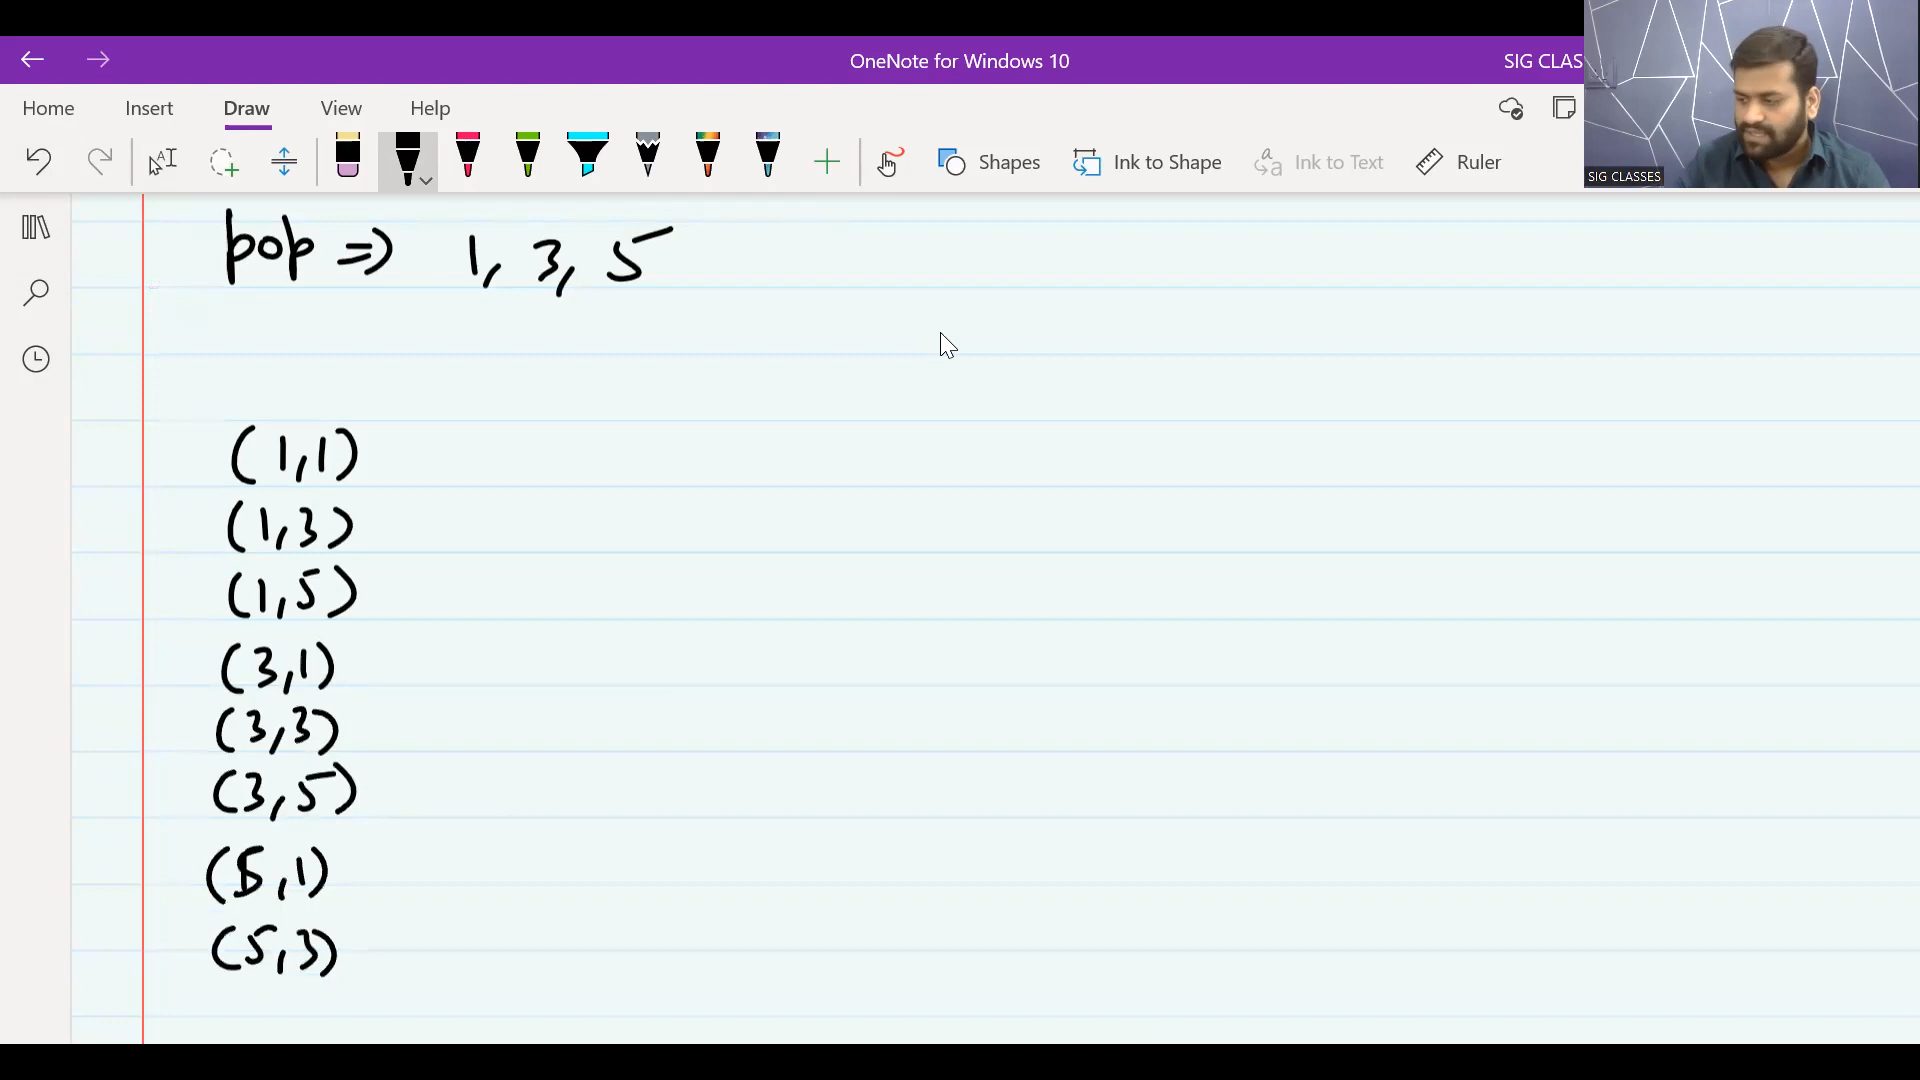 OneNote for Windows 10
SIG CLAS
Home Insert Draw View Help
Shapes Ink to Shape Ink to Text Ruler
SIG CLASSES
pop => 1, 3, 5
(1,1)
(1,3)
(1,5)
(3,1)
(3,3)
(3,5)
(5,1)
(5,3)